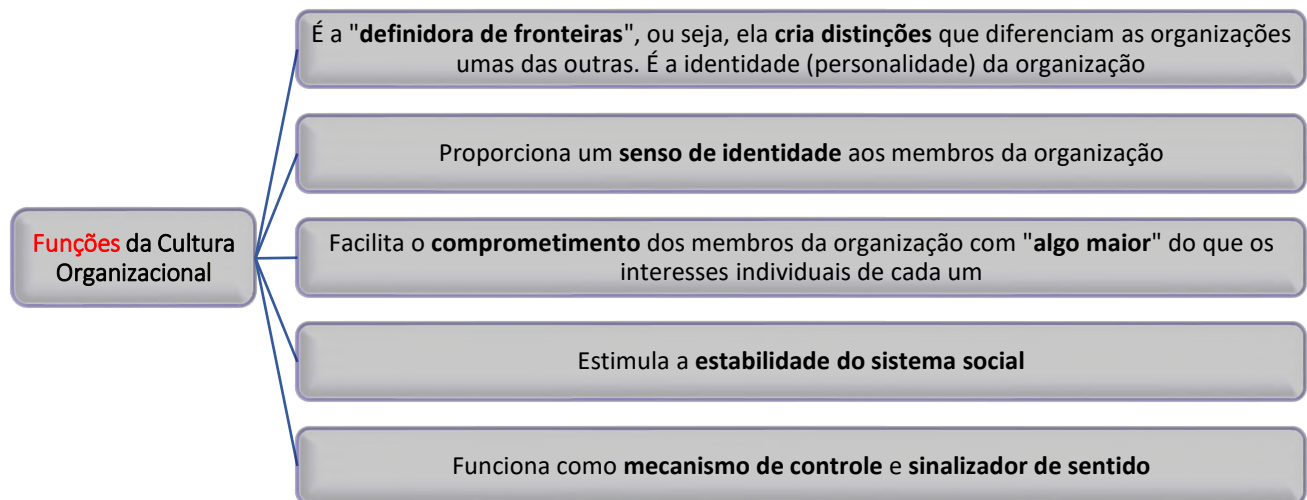 Funções da Cultura
Organizacional
É a "definidora de fronteiras", ou seja, ela cria distinções que diferenciam as organizações
umas das outras. É a identidade (personalidade) da organização
Proporciona um senso de identidade aos membros da organização
Facilita o comprometimento dos membros da organização com "algo maior" do que os
interesses individuais de cada um
Estimula a estabilidade do sistema social
Funciona como mecanismo de controle e sinalizador de sentido